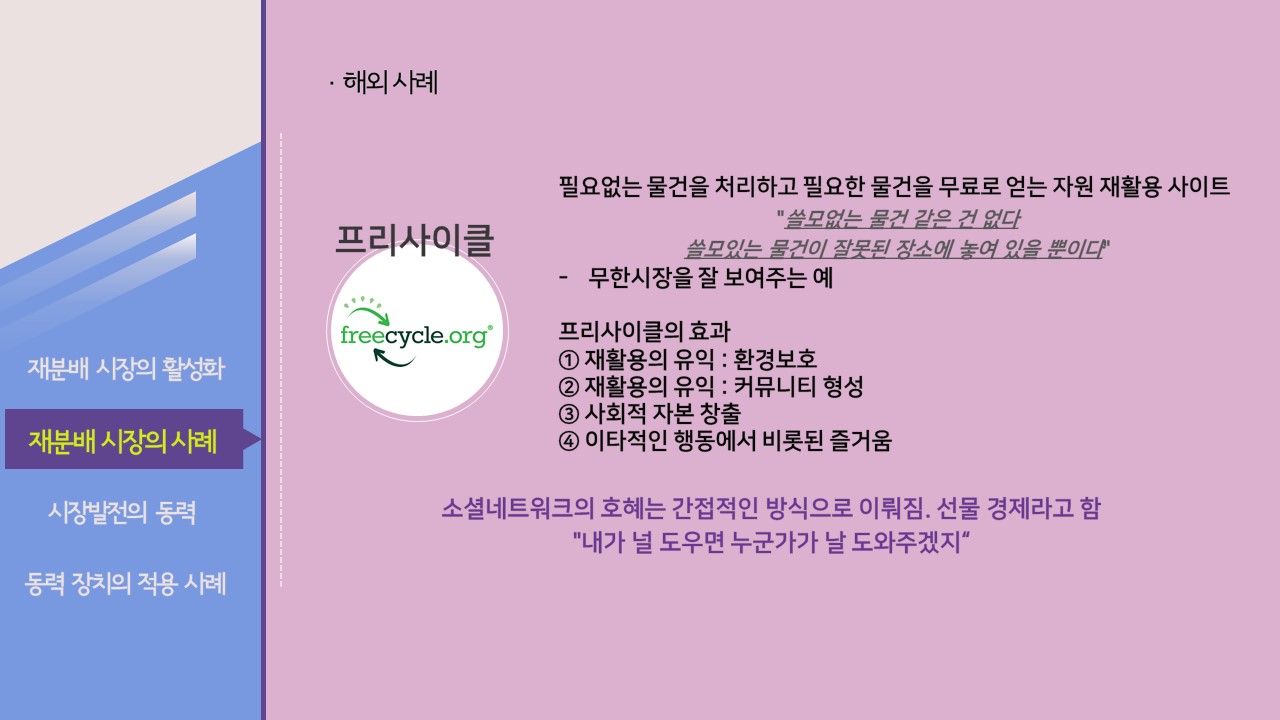 재분배 시장의 활성화
재분배 시장의 사례
시장발전의 동력
동력 장치의 적용 사례
· 해외 사례
프리사이클
freecycle.org®
필요없는 물건을 처리하고 필요한 물건을 무료로 얻는 자원 재활용 사이트
"쓸모없는 물건 같은 건 없다
쓸모있는 물건이 잘못된 장소에 놓여 있을 뿐이다"
- 무한시장을 잘 보여주는 예
프리사이클의 효과
① 재활용의 유익 : 환경보호
② 재활용의 유익 : 커뮤니티 형성
③ 사회적 자본 창출
④ 이타적인 행동에서 비롯된 즐거움
소셜네트워크의 호혜는 간접적인 방식으로 이뤄짐. 선물 경제라고 함
"내가 널 도우면 누군가가 날 도와주겠지“